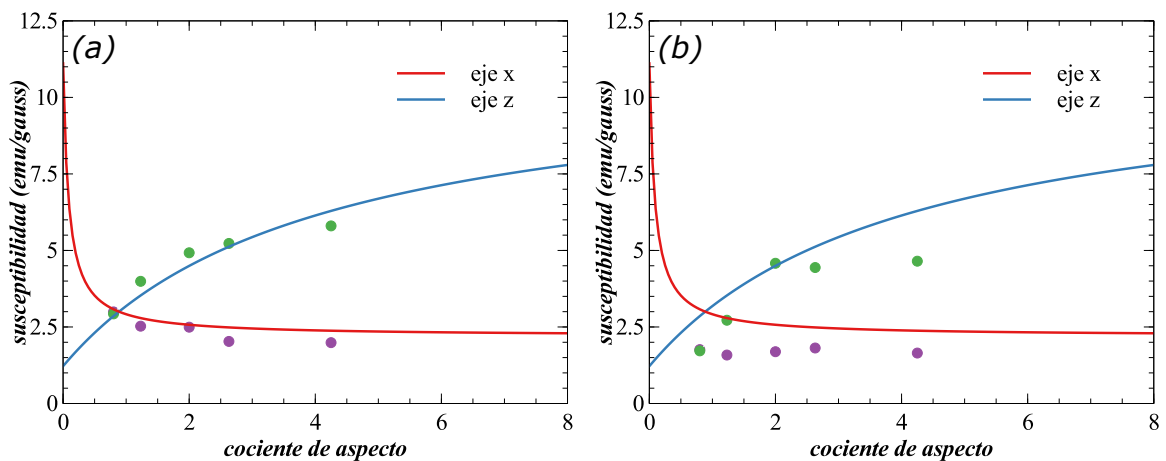 (a)
eje x
eje z
12.5
10
7.5
5
2.5
0
0 2 4 6 8
susceptibilidad (emu/gauss)
cociente de aspecto
(b)
eje x
eje z
12.5
10
7.5
5
2.5
0
0 2 4 6 8
susceptibilidad (emu/gauss)
cociente de aspecto